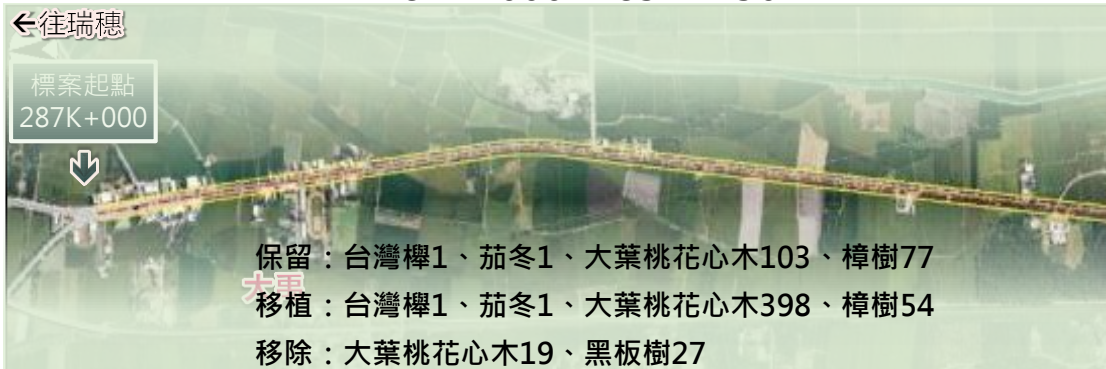 ←往瑞穗
標案起點
287K+000
保留：台灣櫸1、茄冬1、大葉桃花心木103、樟樹77
大禹
移植：台灣櫸1、茄冬1、大葉桃花心木398、樟樹54
移除：大葉桃花心木19、黑板樹27